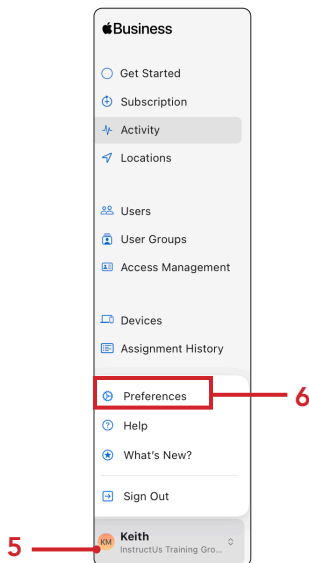 Business
Get Started
Subscription
Activity
Locations
Users
User Groups
Access Management
Devices
Assignment History
Preferences
6
Help
What's New?
Sign Out
5
KM
Keith
InstructUs Training Gro...